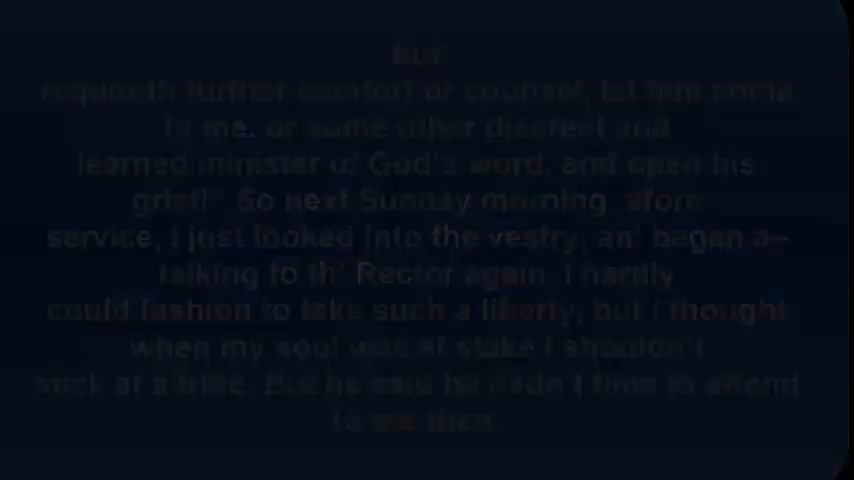 but
requireth further comfort or counsel, let him come
to me, or some other discreet and
learned minister of God's word, and open his
grief!" So next Sunday morning, afore
service, I just looked into the vestry, an' began a–
talking to th' Rector again. I hardly
could fashion to take such a liberty, but I thought
when my soul was at stake I shouldn't
stick at a trifle. But he said he hadn't time to attend
to me then.